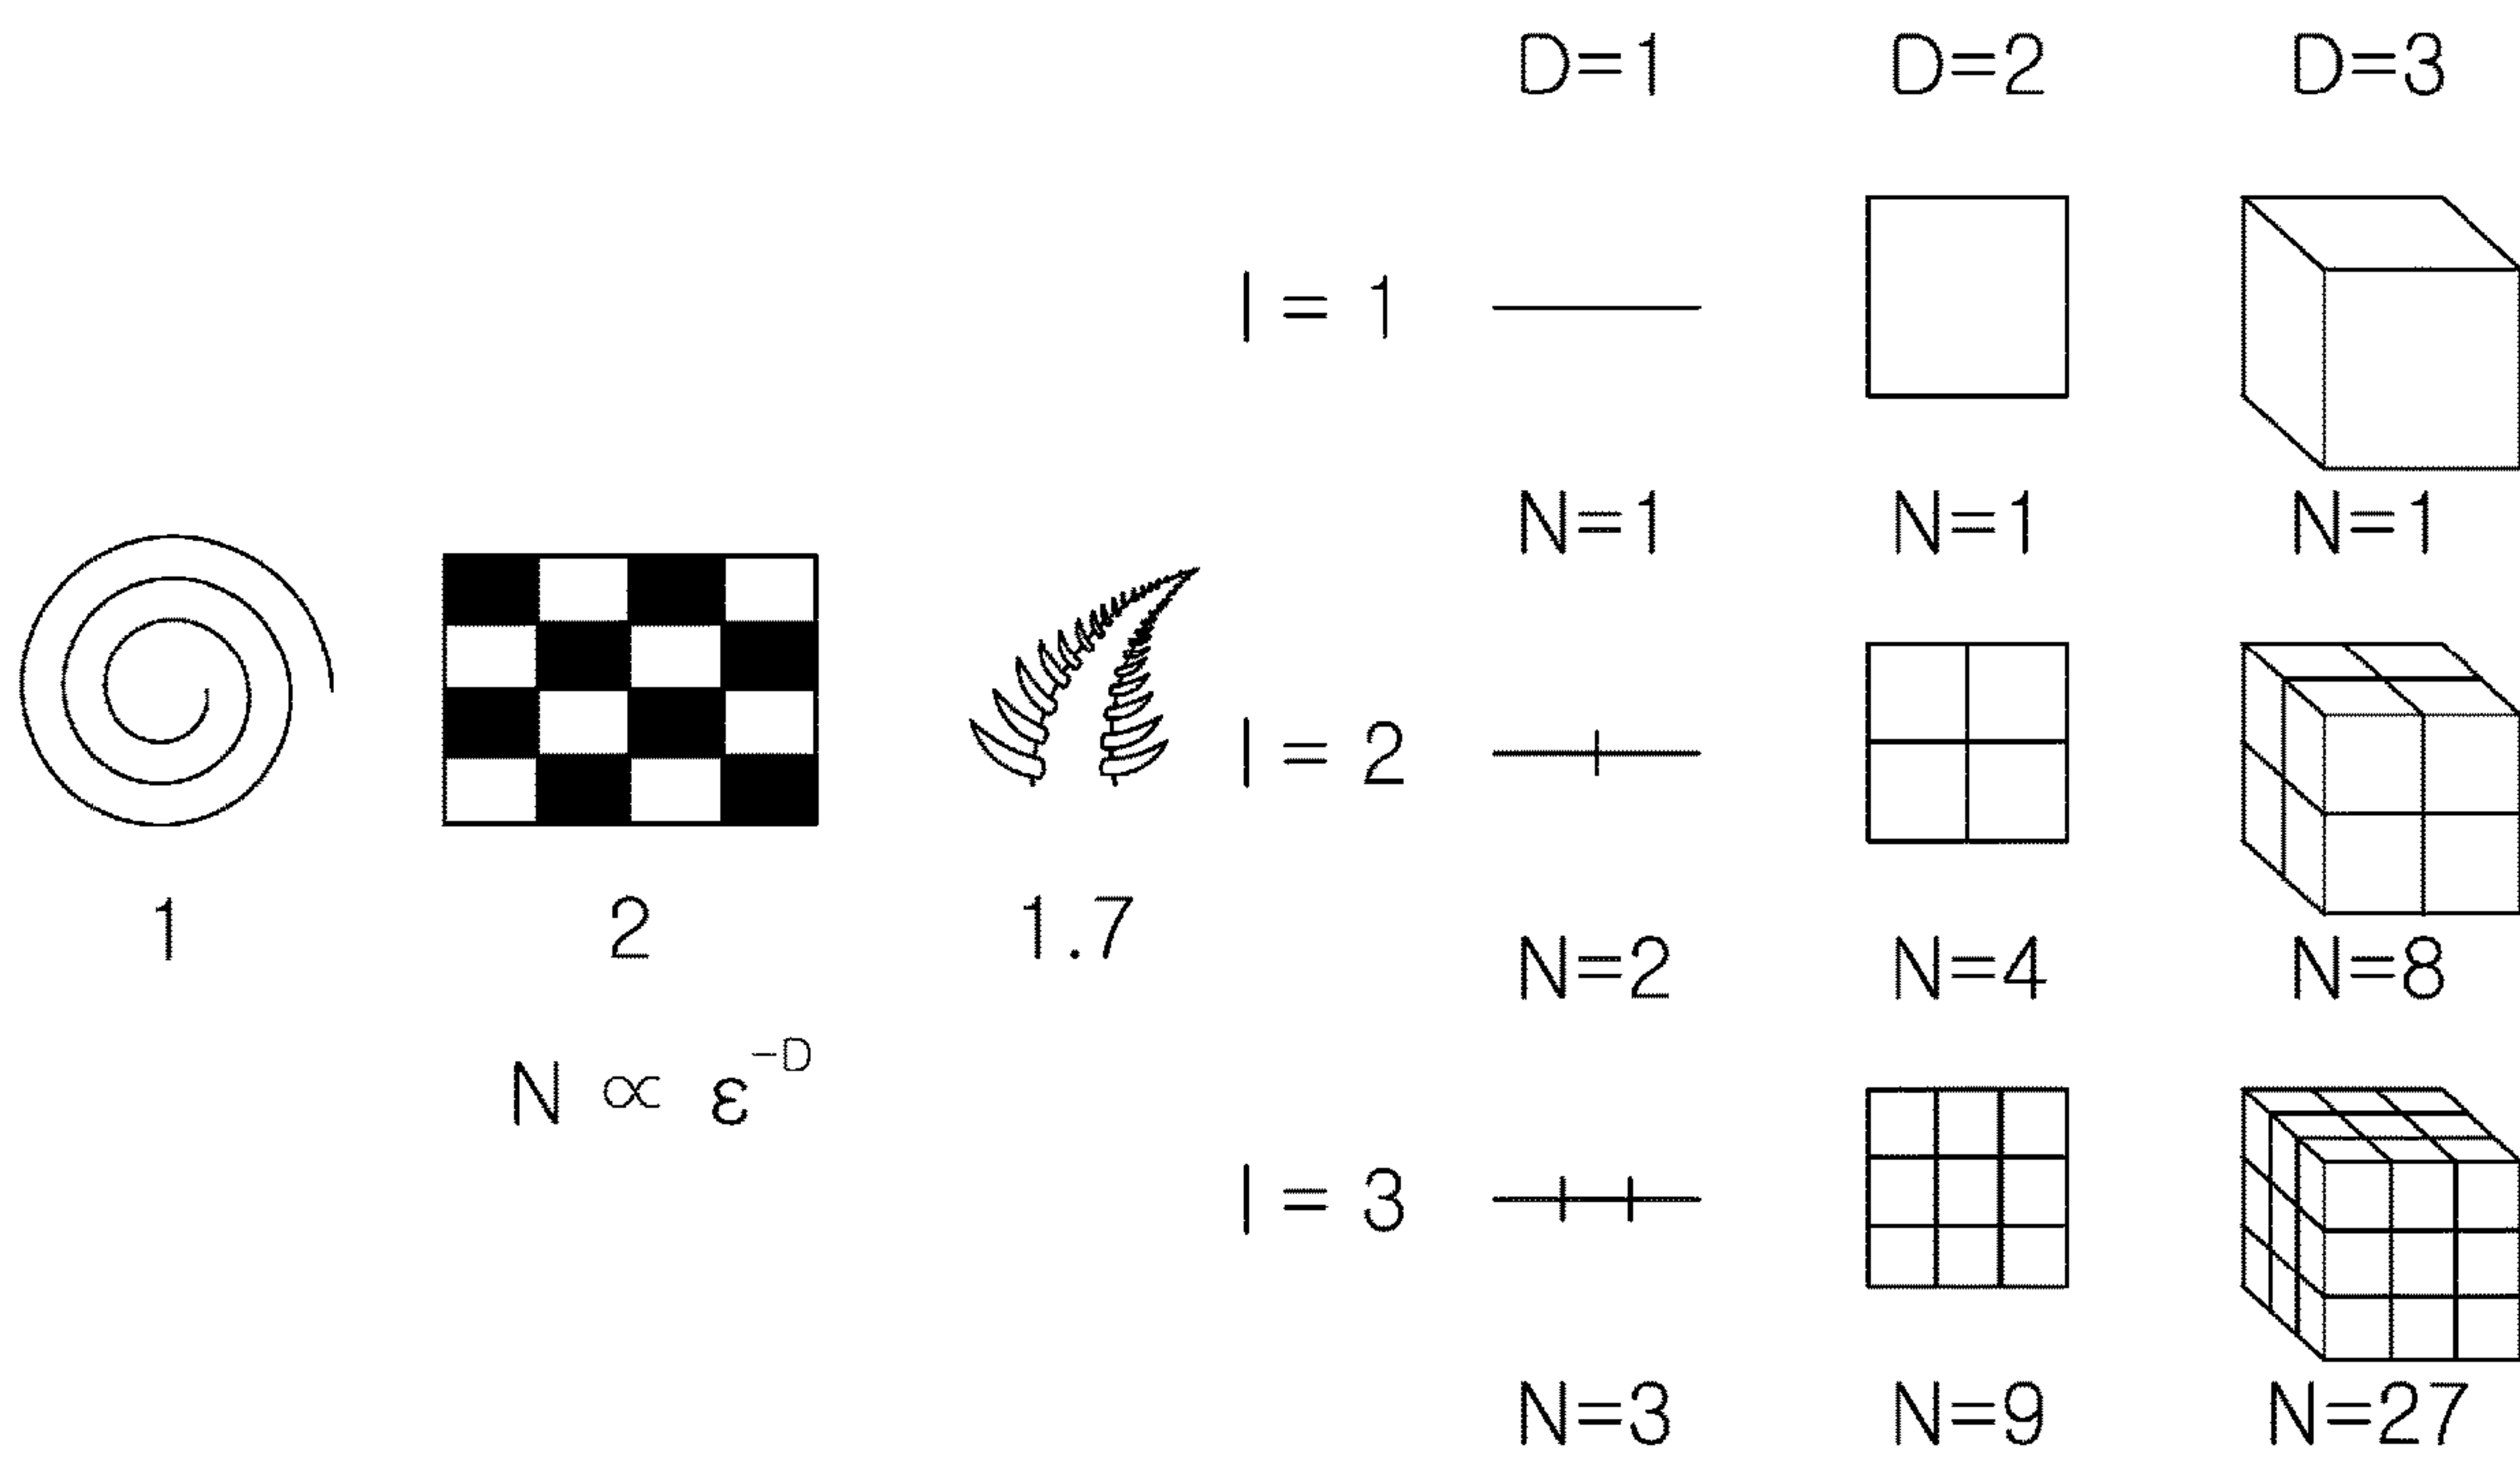 D=1 D=2 D=3
l = 1
N=1 N=1 N=1
1 2 1.7
l = 2
N=2 N=4 N=8
N ∝ ε^-D
l = 3
N=3 N=9 N=27